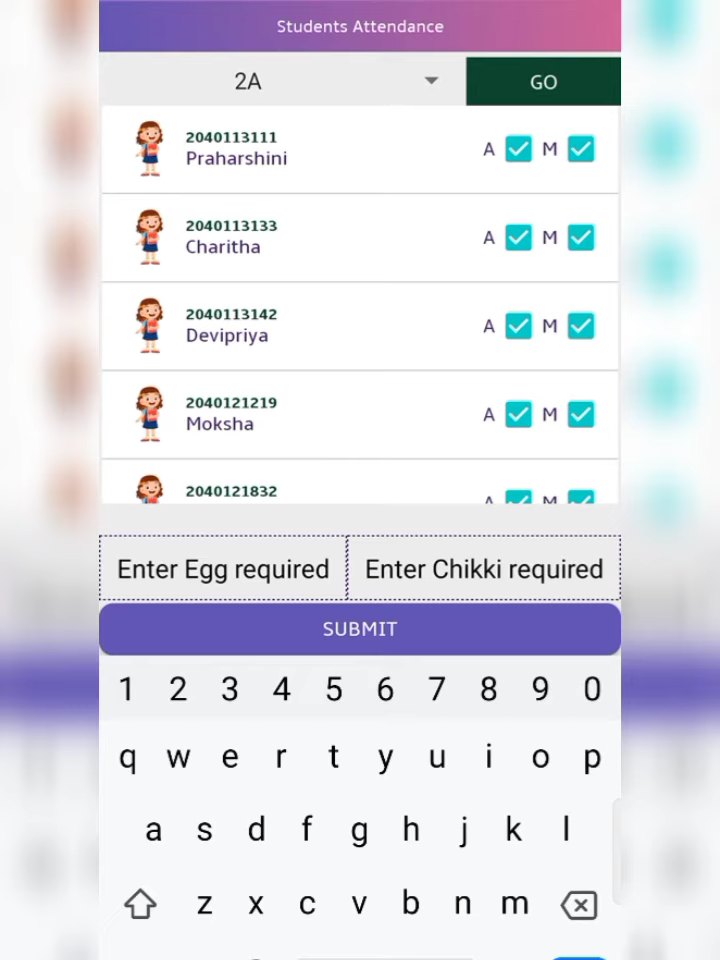 Students Attendance
2A GO
2040113111
Praharshini A M
2040113133
Charitha A M
2040113142
Devipriya A M
2040121219
Moksha A M
2040121832
A M
Enter Egg required Enter Chikki required
SUBMIT
1 2 3 4 5 6 7 8 9 0
q w e r t y u i o p
a s d f g h j k l
z x c v b n m